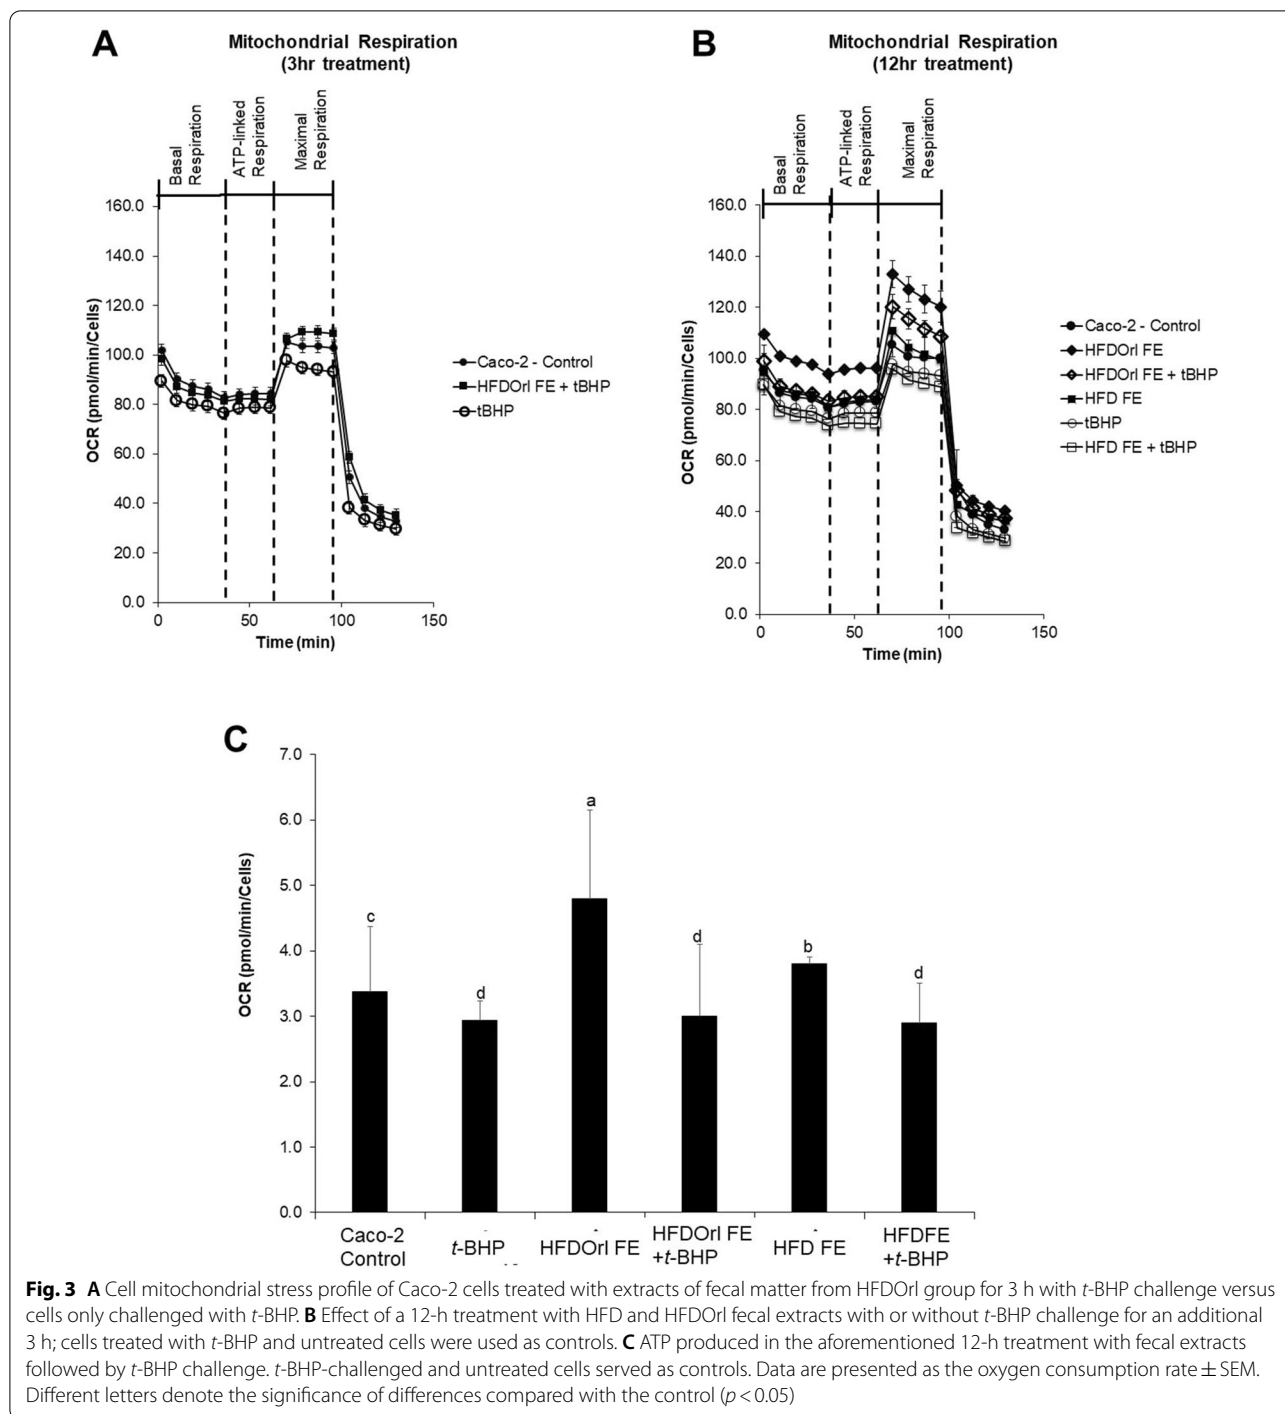 A
Mitochondrial Respiration
(3hr treatment)
Basal
Respiration
ATP-linked
Respiration
Maximal
Respiration
160.0
140.0
120.0
100.0
80.0
60.0
40.0
20.0
0.0
OCR (pmol/min/Cells)
0 50 100 150
Time (min)
Caco-2 - Control
HFDOrl FE + tBHP
tBHP
B
Mitochondrial Respiration
(12hr treatment)
Basal
Respiration
ATP-linked
Respiration
Maximal
Respiration
160.0
140.0
120.0
100.0
80.0
60.0
40.0
20.0
0.0
OCR (pmol/min/Cells)
0 50 100 150
Time (min)
Caco-2 - Control
HFDOrl FE
HFDOrl FE + tBHP
HFD FE
tBHP
HFD FE + tBHP
C
7.0
6.0
5.0
4.0
3.0
2.0
1.0
0.0
OCR (pmol/min/Cells)
c d a d b d
Caco-2
Control
t-BHP
HFDOrl FE
HFDOrl FE
+t-BHP
HFD FE
HFDFE
+t-BHP
Fig. 3 A Cell mitochondrial stress profile of Caco-2 cells treated with extracts of fecal matter from HFDOrl group for 3 h with t-BHP challenge versus
cells only challenged with t-BHP. B Effect of a 12-h treatment with HFD and HFDOrl fecal extracts with or without t-BHP challenge for an additional
3 h; cells treated with t-BHP and untreated cells were used as controls. C ATP produced in the aforementioned 12-h treatment with fecal extracts
followed by t-BHP challenge. t-BHP-challenged and untreated cells served as controls. Data are presented as the oxygen consumption rate ± SEM.
Different letters denote the significance of differences compared with the control (p < 0.05)